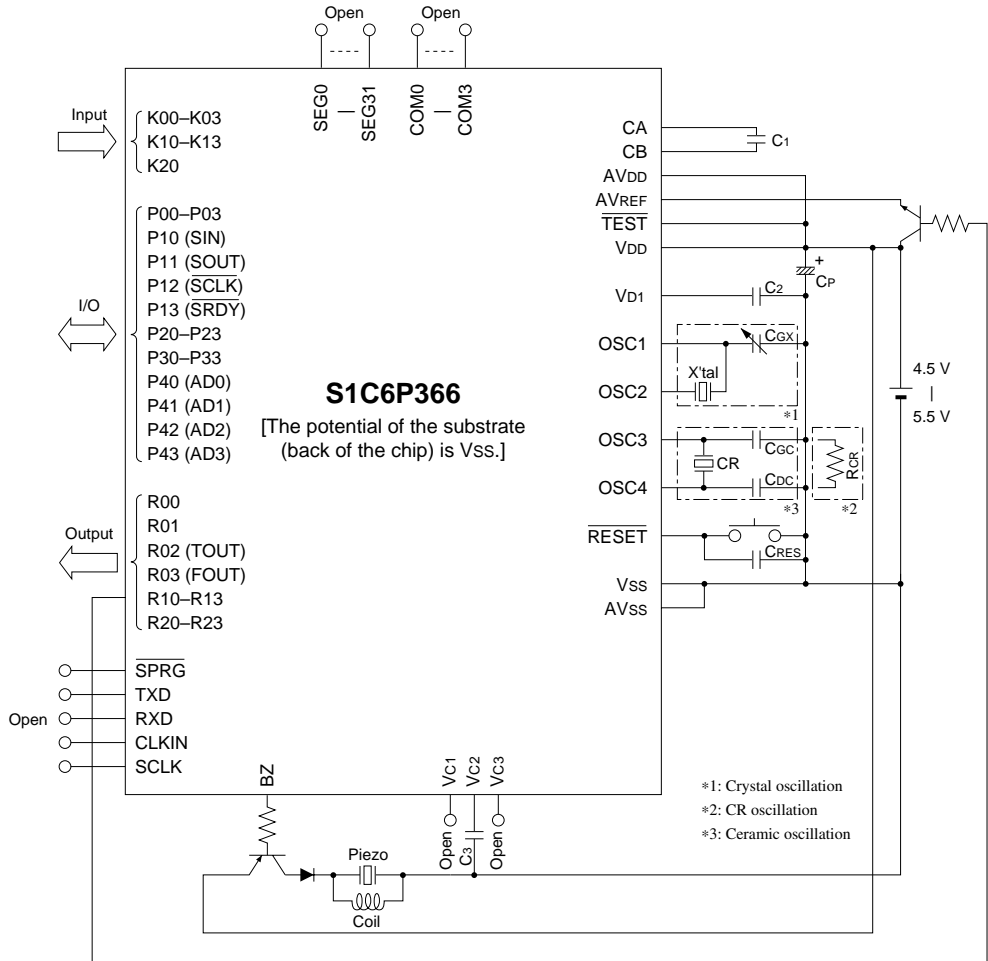 Open
Open
SEG0
—
SEG31
COM0
—
COM3
Input
K00–K03
K10–K13
K20
I/O
P00–P03
P10 (SIN)
P11 (SOUT)
P12 (SCLK)
P13 (SRDY)
P20–P23
P30–P33
P40 (AD0)
P41 (AD1)
P42 (AD2)
P43 (AD3)
Output
R00
R01
R02 (TOUT)
R03 (FOUT)
R10–R13
R20–R23
Open
SPRG
TXD
RXD
CLKIN
SCLK
S1C6P366
[The potential of the substrate
(back of the chip) is VSS.]
CA
CB
AVDD
AVREF
TEST
VDD
VD1
OSC1
OSC2
OSC3
OSC4
RESET
VSS
AVSS
C1
+
CP
C2
CGX
X'tal
*1
CGC
CR
CDC
*3
RCR
*2
CRES
4.5 V
|
5.5 V
BZ
VC1
VC2
VC3
Open
C3
Open
Piezo
Coil
*1: Crystal oscillation
*2: CR oscillation
*3: Ceramic oscillation